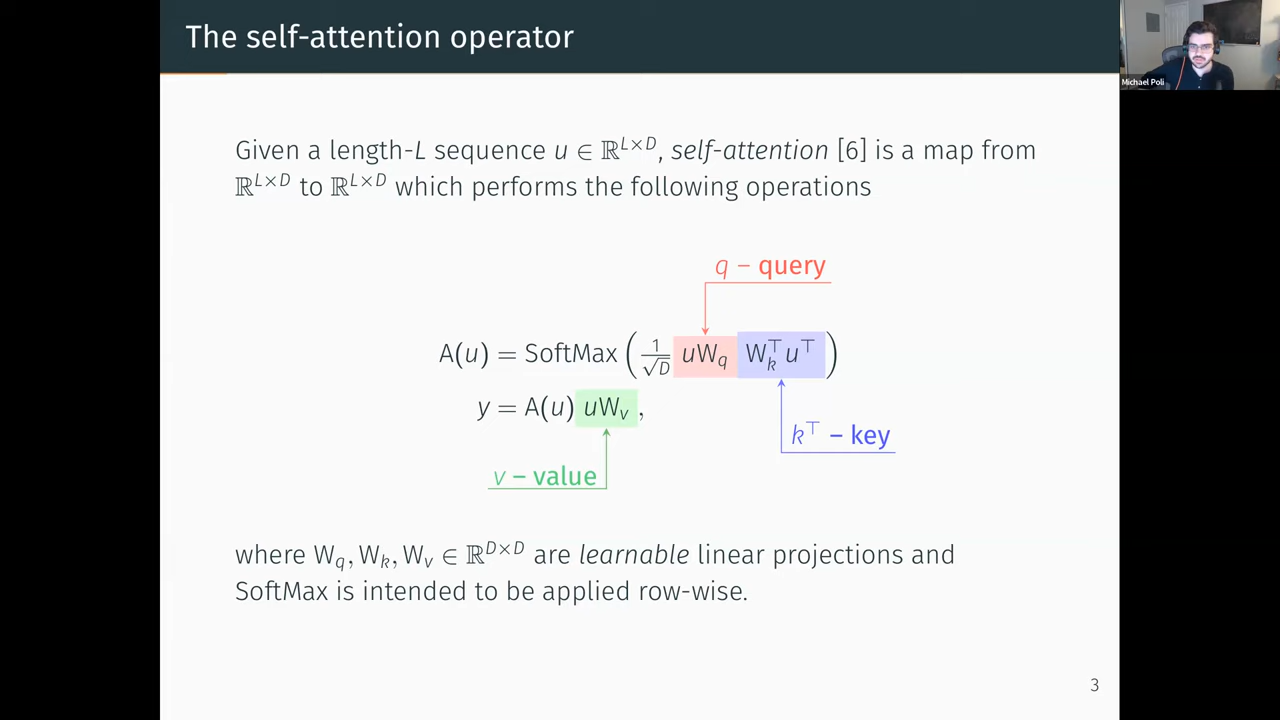 The self-attention operator
Michael Poli
Given a length-L sequence u ∈ ℝ^{L×D}, self-attention [6] is a map from
ℝ^{L×D} to ℝ^{L×D} which performs the following operations
q – query
A(u) = SoftMax ( 1/√D uW_q W_k^⊤ u^⊤ )
y = A(u) uW_v ,
k^⊤ – key
v – value
where W_q, W_k, W_v ∈ ℝ^{D×D} are learnable linear projections and
SoftMax is intended to be applied row-wise.
3